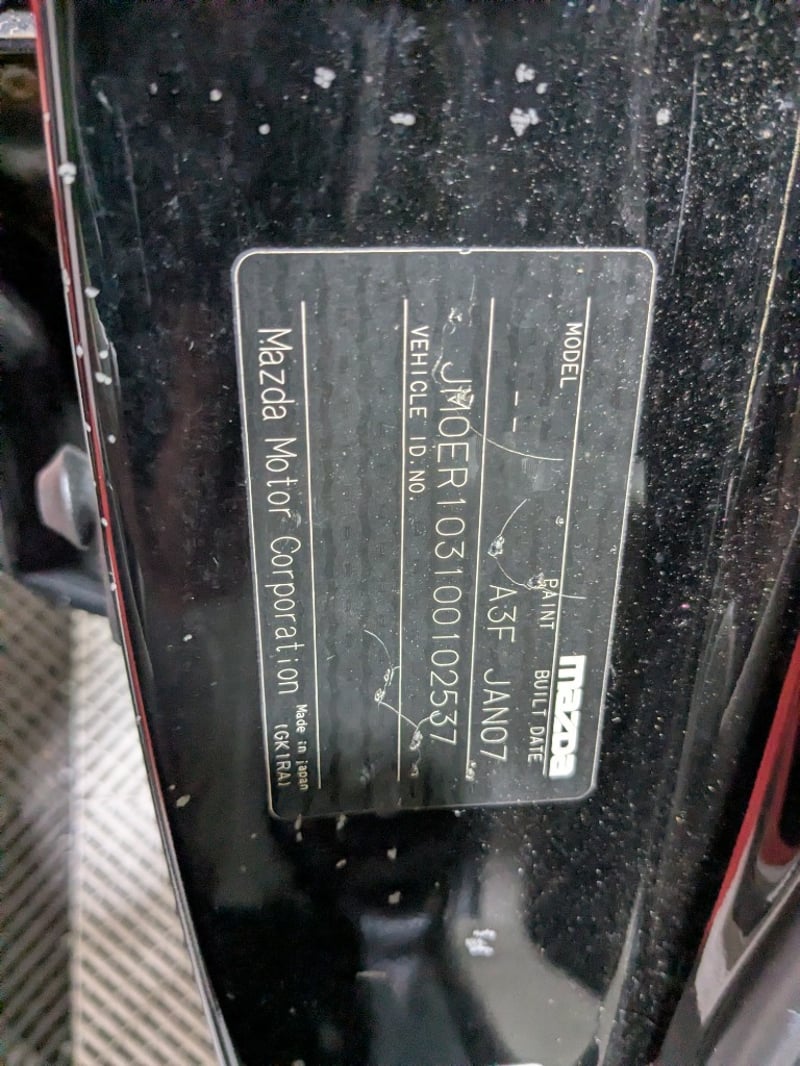 mazda
MODEL PAINT BUILT DATE
-- A3F JAN07
JM0ER103100102537
VEHICLE ID.NO.
Mazda Motor Corporation Made in japan
(GK1RA)